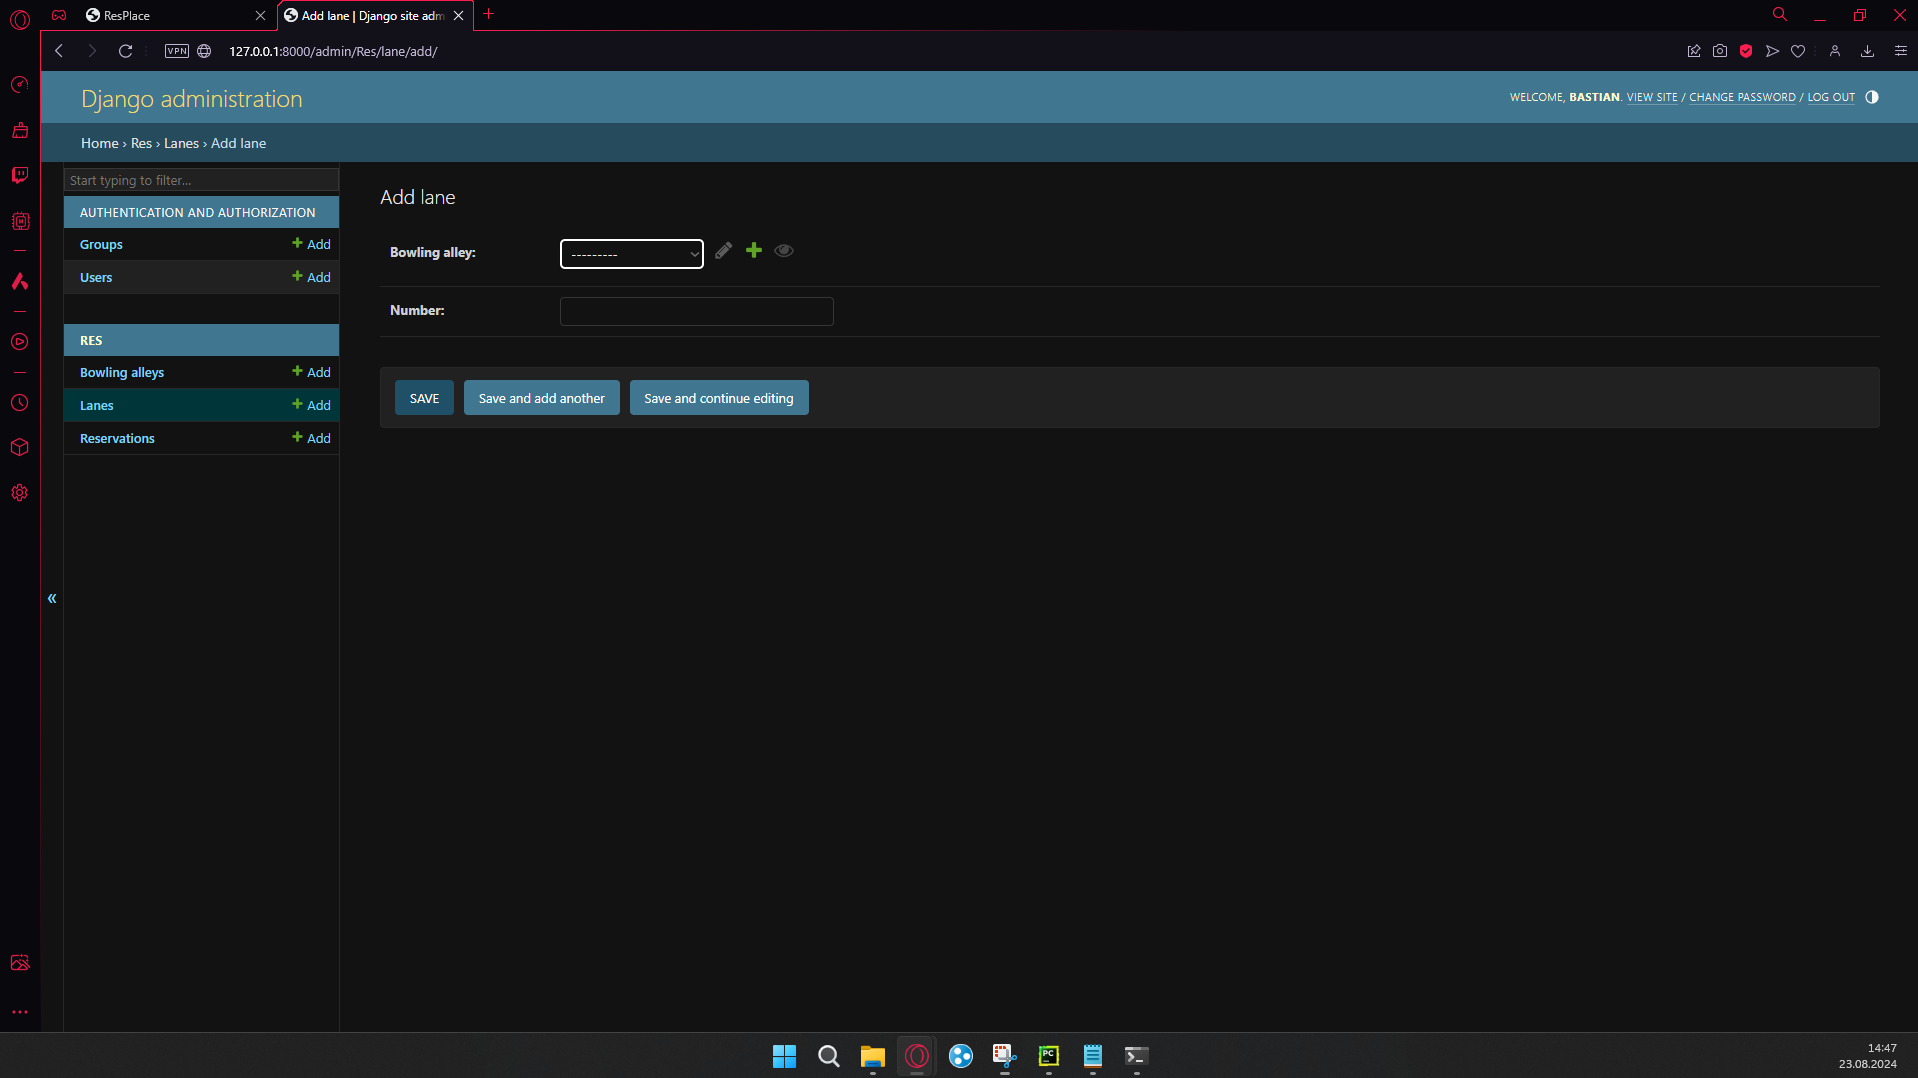 ResPlace
Add lane | Django site adm
VPN
127.0.0.1:8000/admin/Res/lane/add/
Django administration
WELCOME, BASTIAN. VIEW SITE / CHANGE PASSWORD / LOG OUT
Home › Res › Lanes › Add lane
Start typing to filter...
AUTHENTICATION AND AUTHORIZATION
Groups + Add
Users + Add
RES
Bowling alleys + Add
Lanes + Add
Reservations + Add
«
Add lane
Bowling alley: ---------
Number:
SAVE Save and add another Save and continue editing
PC
14:47
23.08.2024